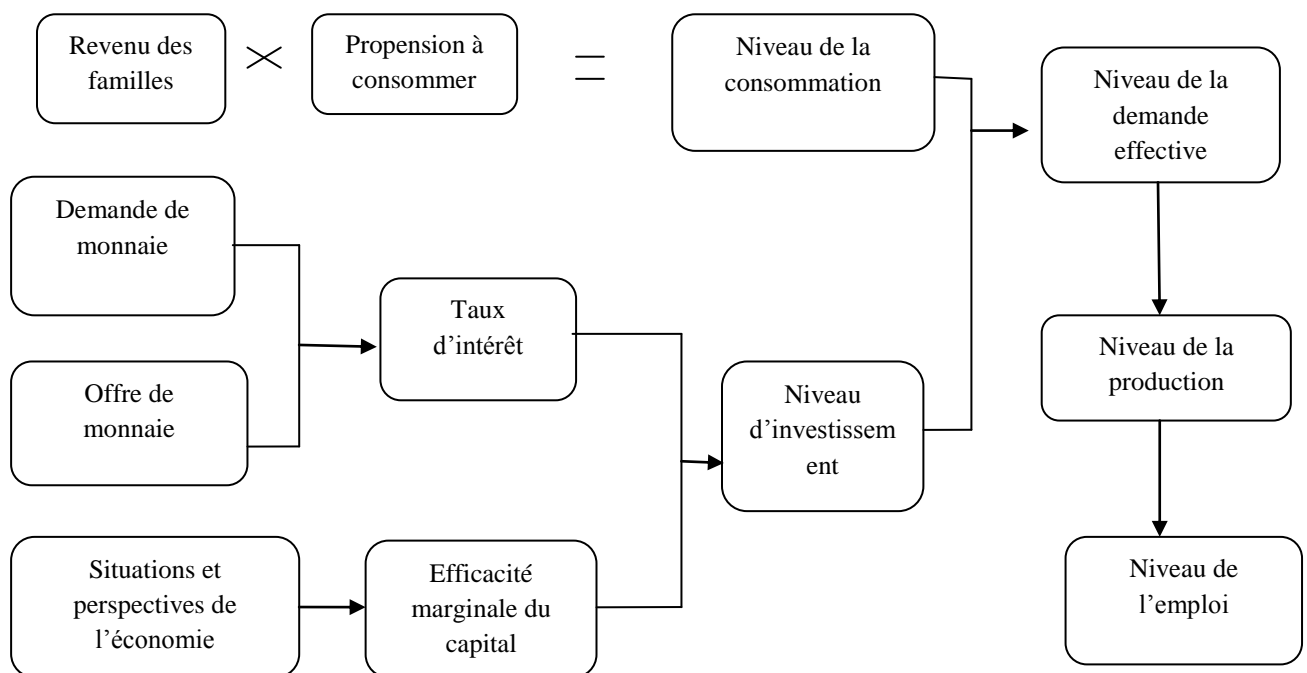 Revenu des
familles
Propension à
consommer
Niveau de la
consommation
Niveau de la
demande
effective
Demande de
monnaie
Taux
d’intérêt
Niveau de la
production
Offre de
monnaie
Niveau
d’investissem
ent
Situations et
perspectives de
l’économie
Efficacité
marginale du
capital
Niveau de
l’emploi